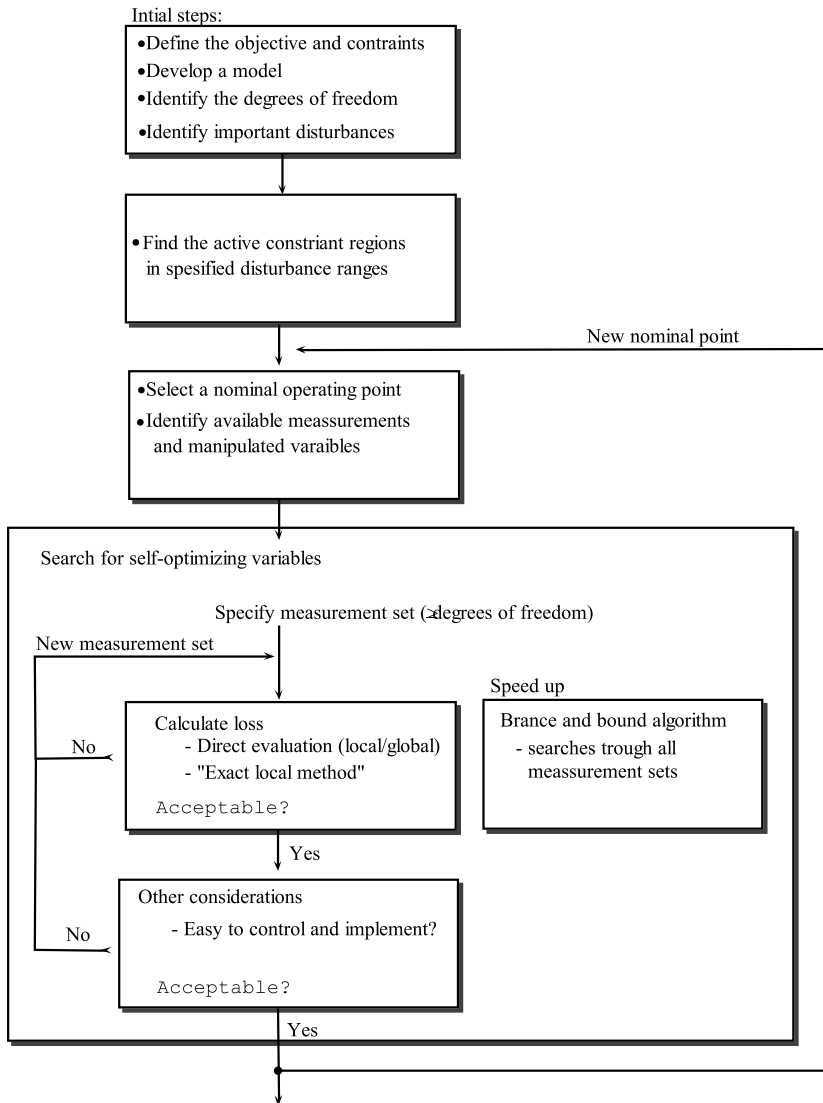 Intial steps:
•Define the objective and contraints
•Develop a model
•Identify the degrees of freedom
•Identify important disturbances
•Find the active constriant regions
in spesified disturbance ranges
New nominal point
•Select a nominal operating point
•Identify available meassurements
and manipulated varaibles
Search for self-optimizing variables
Specify measurement set (≥degrees of freedom)
New measurement set
Speed up
Calculate loss
- Direct evaluation (local/global)
- "Exact local method"
Acceptable?
No
Brance and bound algorithm
- searches trough all
meassurement sets
Yes
Other considerations
- Easy to control and implement?
Acceptable?
No
Yes